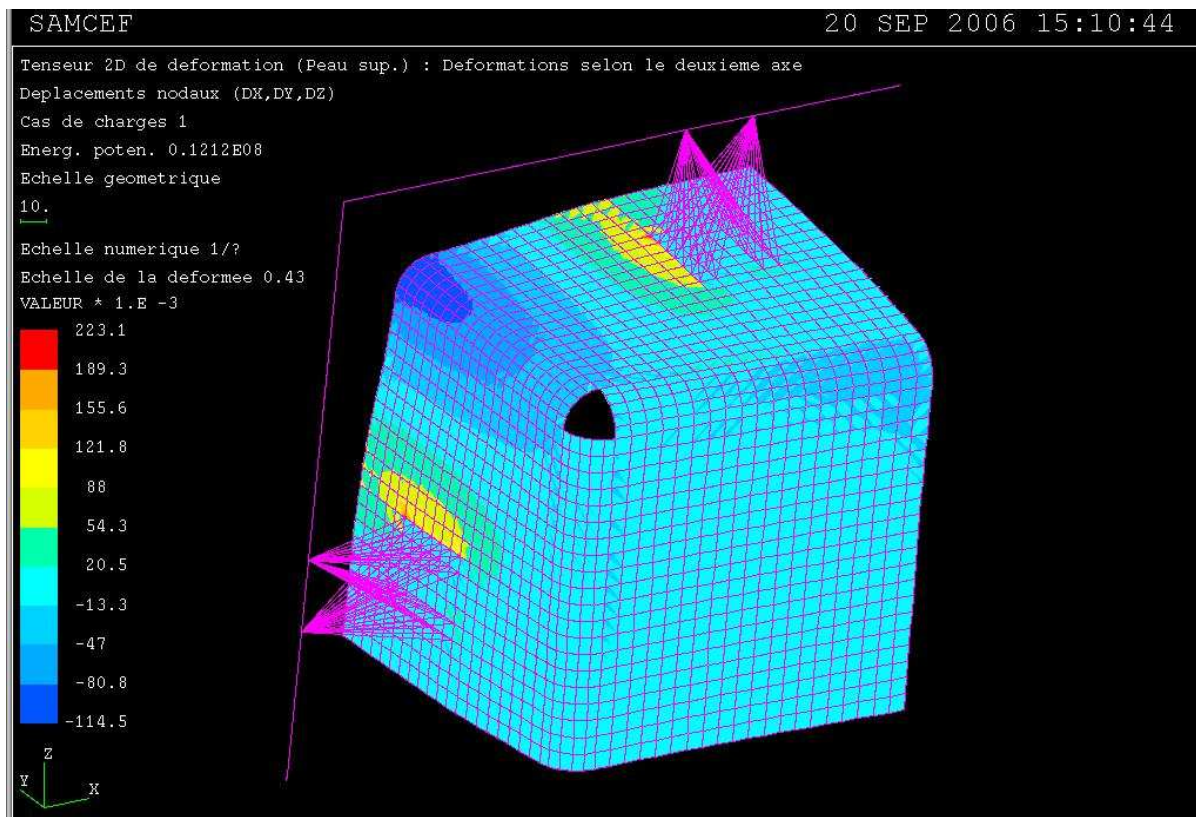 SAMCEF
20 SEP 2006 15:10:44
Tenseur 2D de deformation (Peau sup.) : Deformations selon le deuxieme axe
Deplacements nodaux (DX,DY,DZ)
Cas de charges 1
Energ. poten. 0.1212E08
Echelle geometrique
10.
Echelle numerique 1/?
Echelle de la deformee 0.43
VALEUR * 1.E -3
223.1
189.3
155.6
121.8
88
54.3
20.5
-13.3
-47
-80.8
-114.5
Z
Y
X